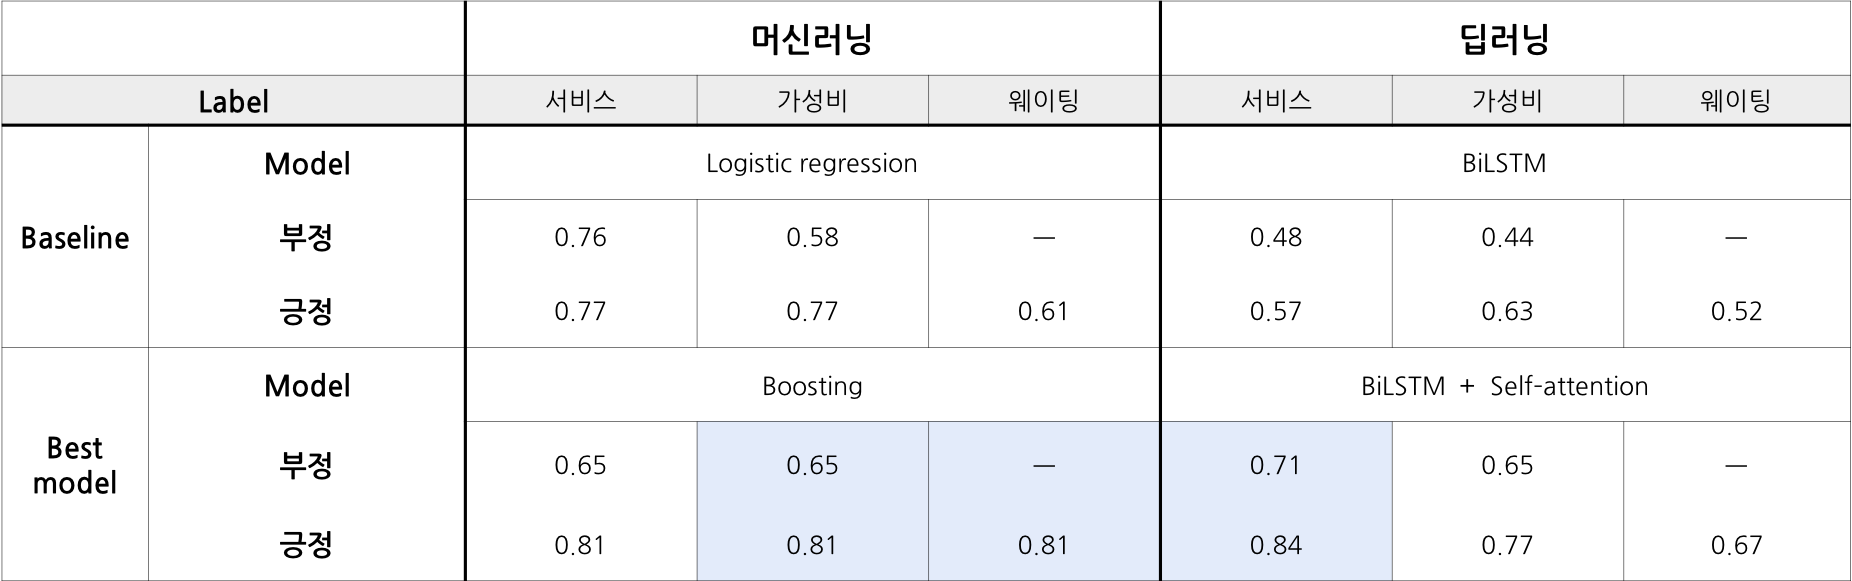 머신러닝 딥러닝
Label 서비스 가성비 웨이팅 서비스 가성비 웨이팅
Baseline Model Logistic regression BiLSTM
부정 0.76 0.58 — 0.48 0.44 —
긍정 0.77 0.77 0.61 0.57 0.63 0.52
Best
model
Model Boosting BiLSTM + Self-attention
부정 0.65 0.65 — 0.71 0.65 —
긍정 0.81 0.81 0.81 0.84 0.77 0.67